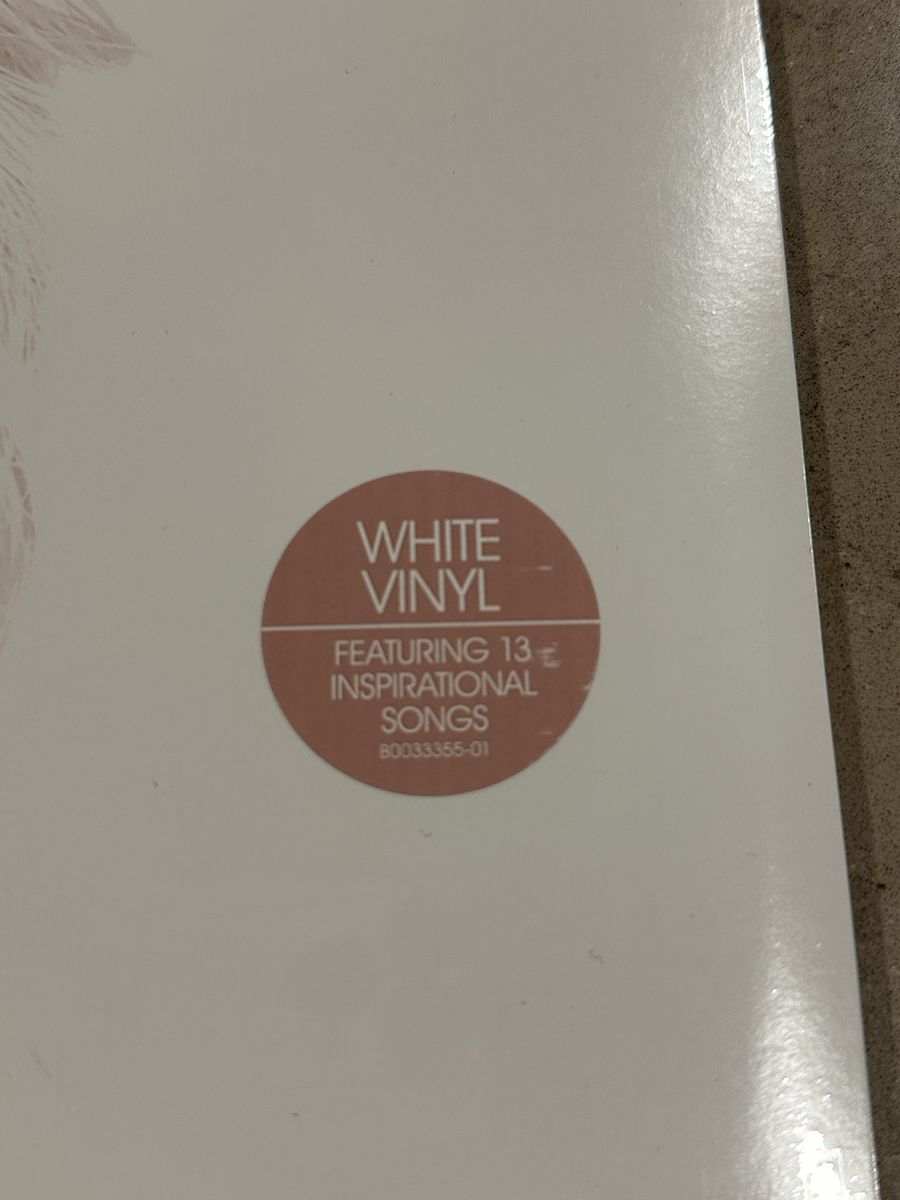 WHITE
VINYL
FEATURING 13
INSPIRATIONAL
SONGS
B0033355-01